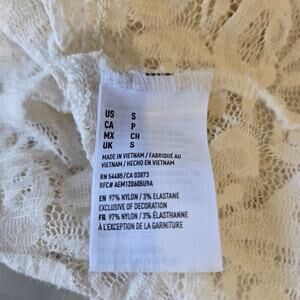 US S
CA P
MX CH
UK S
MADE IN VIETNAM / FABRIQUÉ AU
VIETNAM / HECHO EN VIETNAM
RN 54485/CA 03873
RFC# AEM120605U9A
EN 97% NYLON / 3% ELASTANE
EXCLUSIVE OF DECORATION
FR 97% NYLON / 3% ÉLASTHANNE
À L'EXCEPTION DE LA GARNITURE